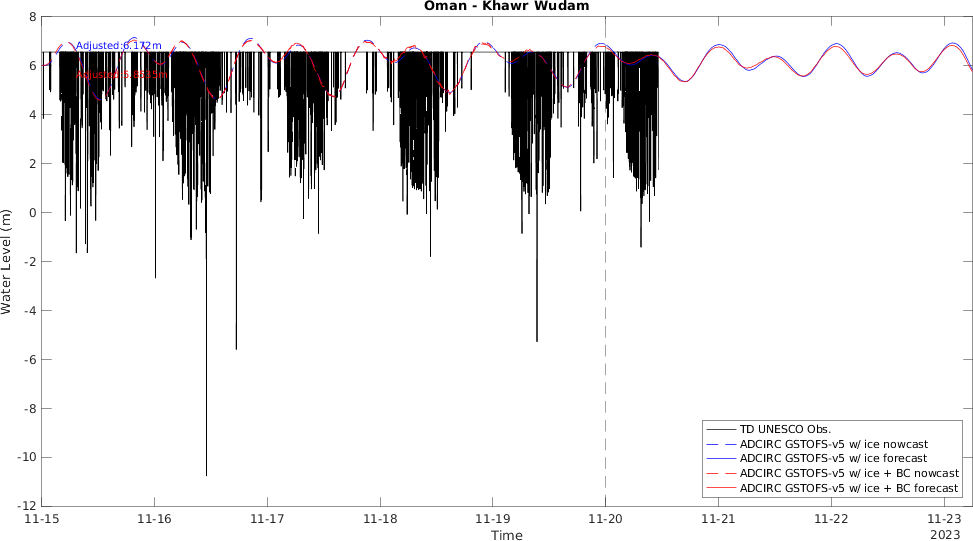 Oman - Khawr Wudam
8
6
4
2
0
-2
-4
-6
-8
-10
-12
Water Level (m)
Adjusted:6.172m
TD UNESCO Obs.
ADCIRC GSTOFS-v5 w/ ice nowcast
ADCIRC GSTOFS-v5 w/ ice forecast
ADCIRC GSTOFS-v5 w/ ice + BC nowcast
ADCIRC GSTOFS-v5 w/ ice + BC forecast
11-15 11-16 11-17 11-18 11-19 11-20 11-21 11-22 11-23
Time
2023